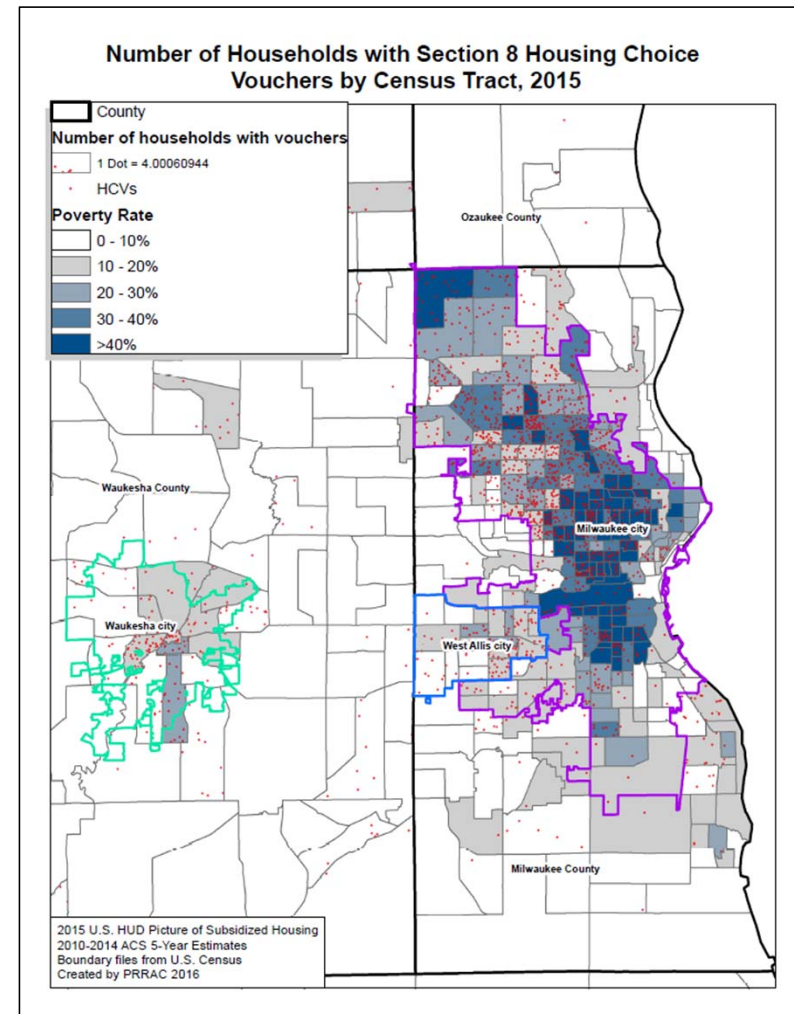 Number of Households with Section 8 Housing Choice
Vouchers by Census Tract, 2015
County
Number of households with vouchers
1 Dot = 4.00060944
HCVs
Poverty Rate
0 - 10%
10 - 20%
20 - 30%
30 - 40%
>40%
Ozaukee County
Waukesha County
Milwaukee city
Waukesha city
West Allis city
Milwaukee County
2015 U.S. HUD Picture of Subsidized Housing
2010-2014 ACS 5-Year Estimates
Boundary files from U.S. Census
Created by PRRAC 2016